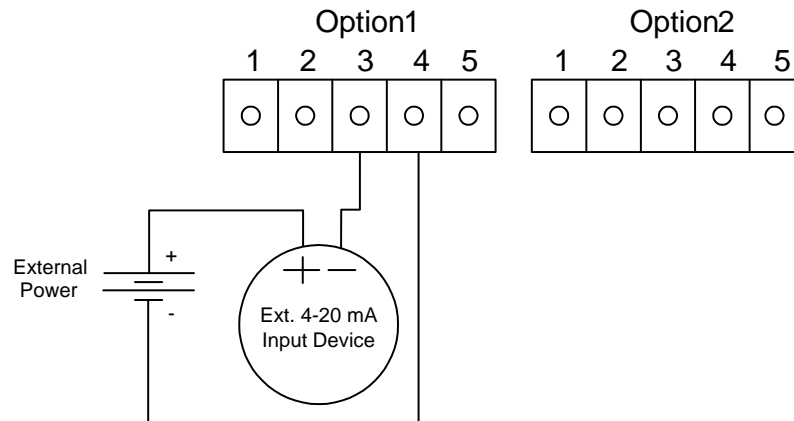 Option1
1 2 3 4 5
Option2
1 2 3 4 5
External
Power
+
-
+ −
Ext. 4-20 mA
Input Device